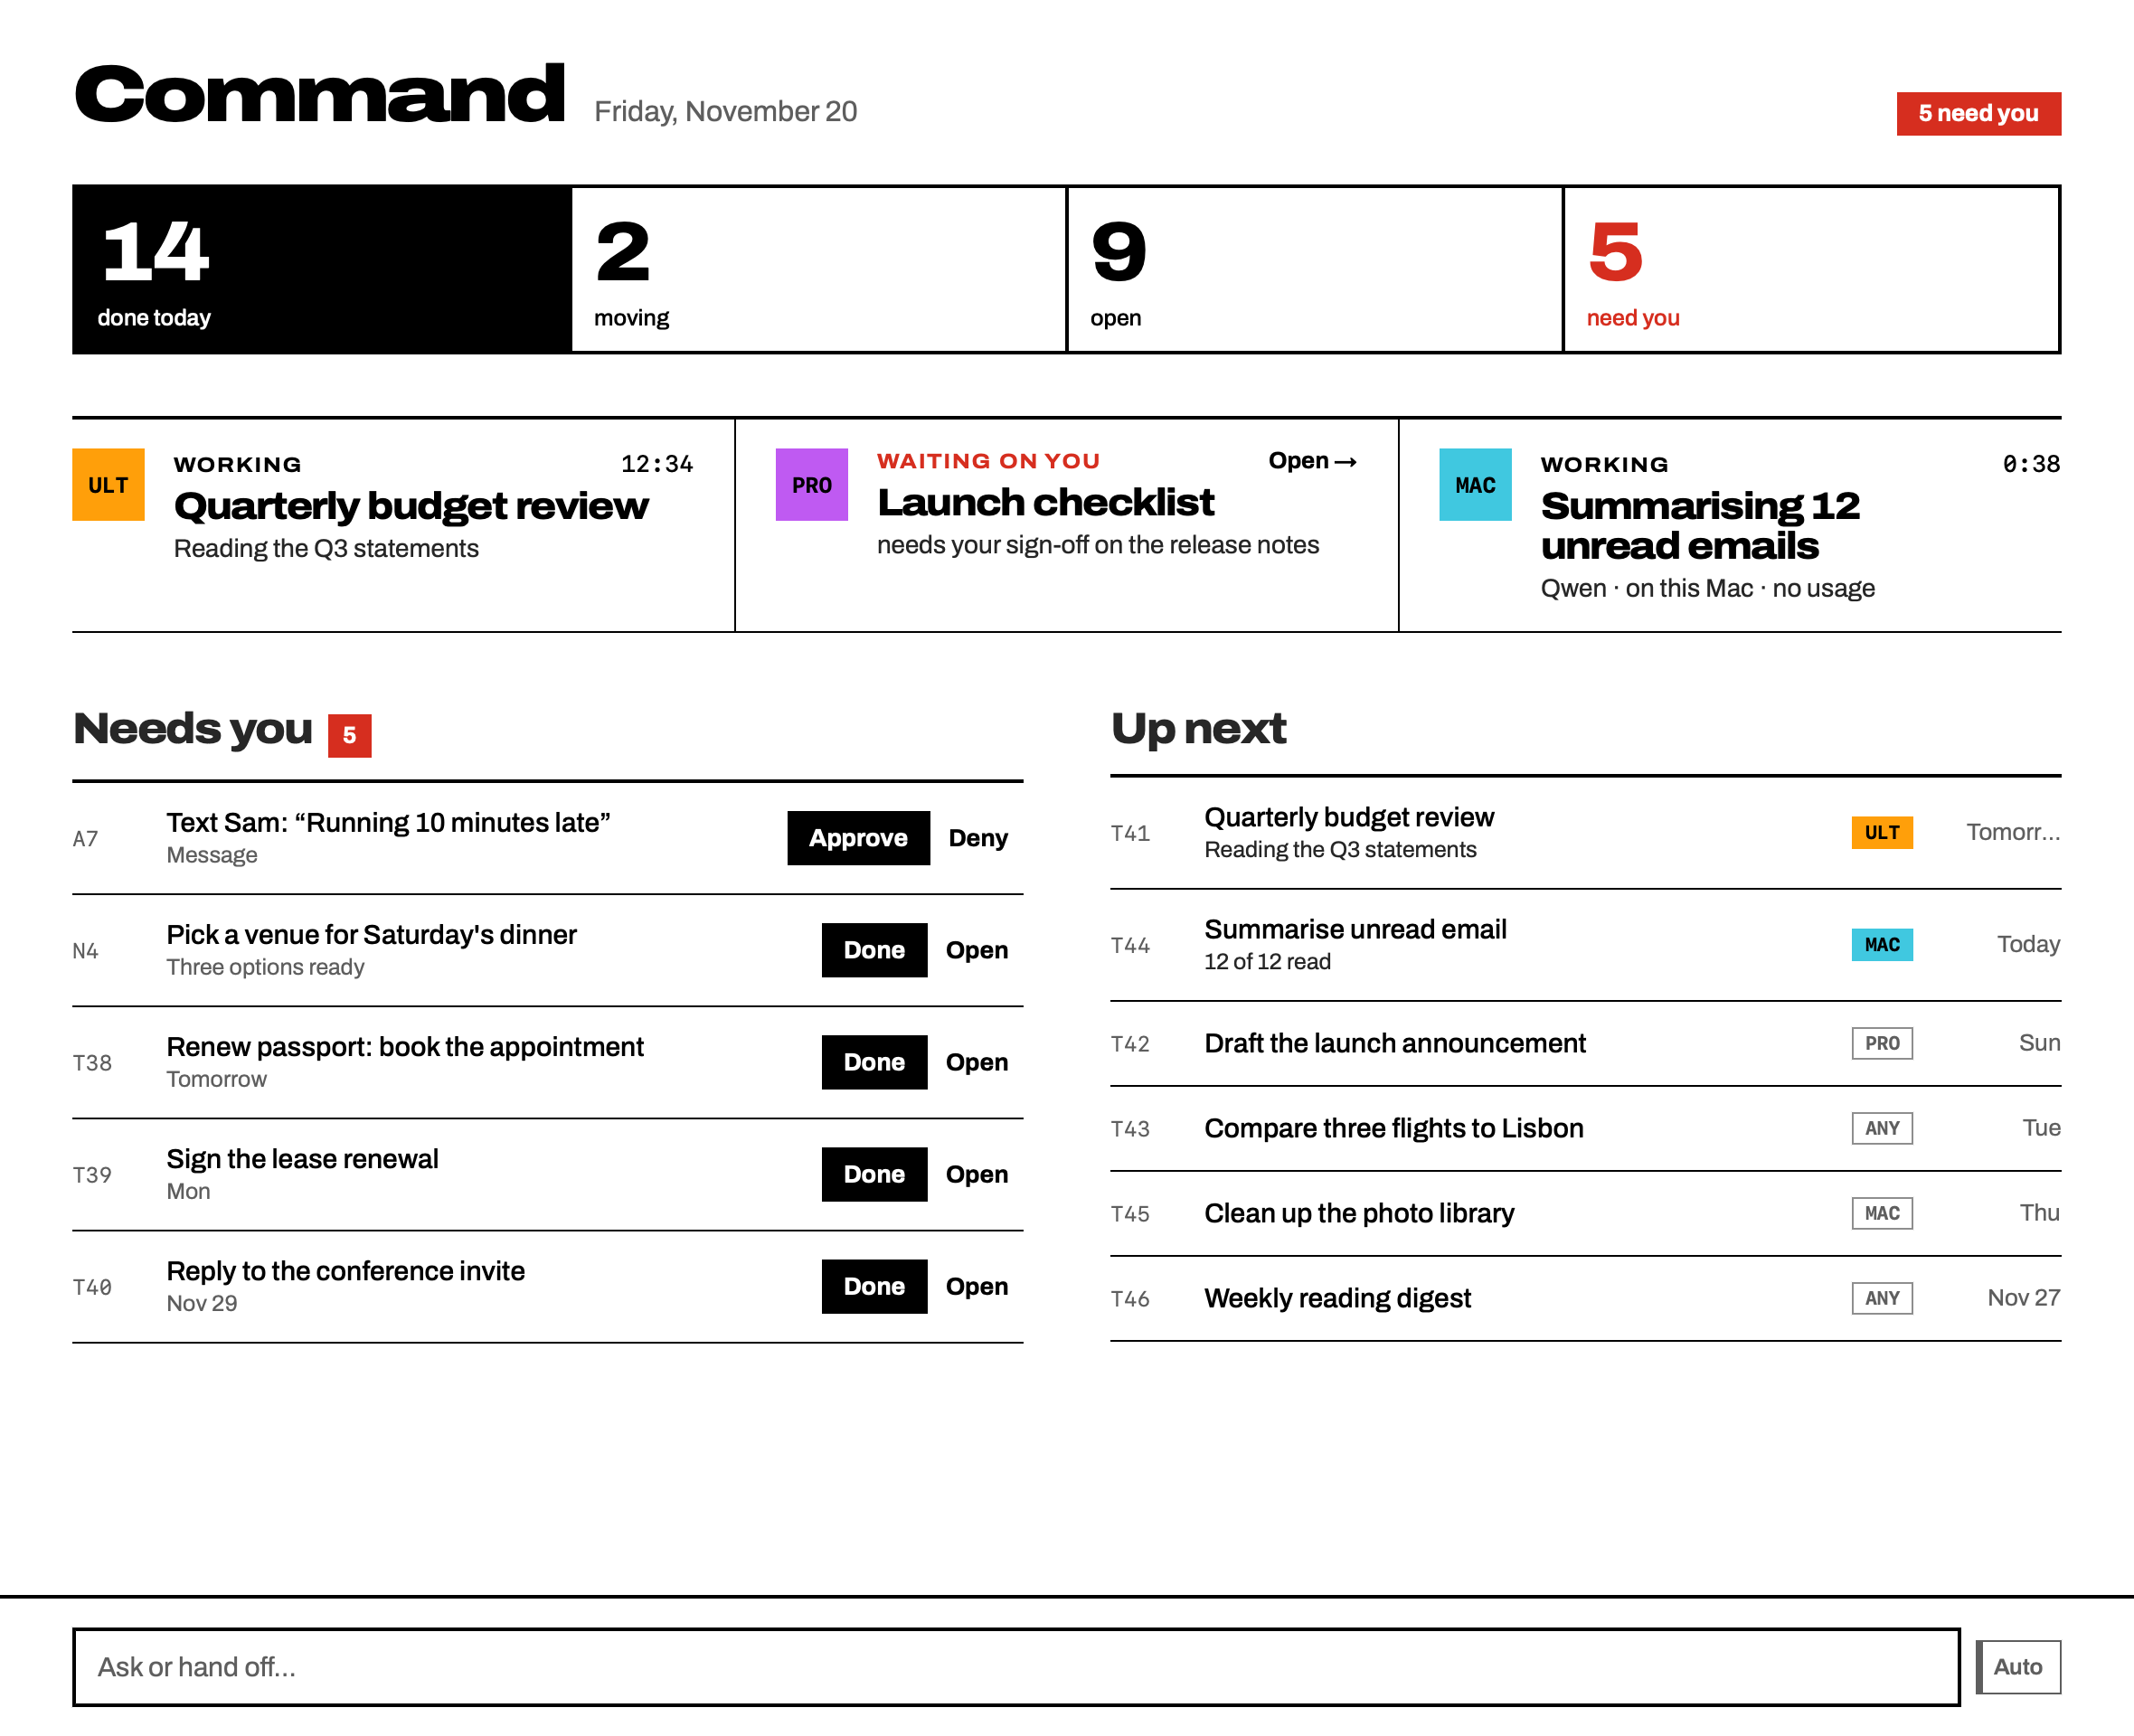 Command
Friday, November 20
5 need you
14
done today
2
moving
9
open
5
need you
ULT
WORKING
12:34
Quarterly budget review
Reading the Q3 statements
PRO
WAITING ON YOU
Open →
Launch checklist
needs your sign-off on the release notes
MAC
WORKING
0:38
Summarising 12
unread emails
Qwen · on this Mac · no usage
Needs you 5
A7
Text Sam: “Running 10 minutes late”
Message
Approve
Deny
N4
Pick a venue for Saturday's dinner
Three options ready
Done
Open
T38
Renew passport: book the appointment
Tomorrow
Done
Open
T39
Sign the lease renewal
Mon
Done
Open
T40
Reply to the conference invite
Nov 29
Done
Open
Up next
T41
Quarterly budget review
Reading the Q3 statements
ULT
Tomorr...
T44
Summarise unread email
12 of 12 read
MAC
Today
T42
Draft the launch announcement
PRO
Sun
T43
Compare three flights to Lisbon
ANY
Tue
T45
Clean up the photo library
MAC
Thu
T46
Weekly reading digest
ANY
Nov 27
Ask or hand off...
Auto